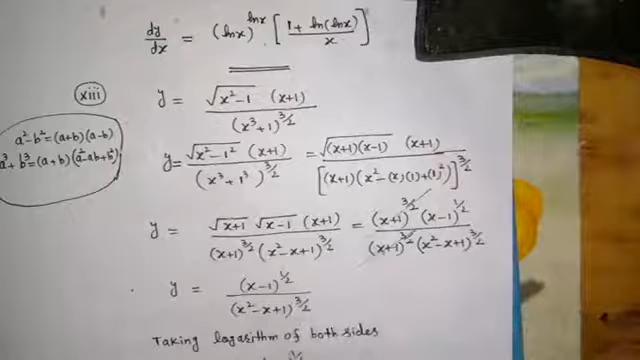 dy/dx = (lnx)^lnx [1 + ln(lnx) / x]
xiii
y = √(x²-1) (x+1) / (x³+1)^3/2
a²-b²=(a+b)(a-b)
a³+b³=(a+b)(a²-ab+b²)
y = √(x²-1²) (x+1) / (x³+1³)^3/2 = √((x+1)(x-1)) (x+1) / [(x+1)(x²-(x)(1)+(1)²)]^3/2
y = √(x+1) √(x-1) (x+1) / (x+1)^3/2 (x²-x+1)^3/2 = (x+1)^3/2 (x-1)^1/2 / (x+1)^3/2 (x²-x+1)^3/2
y = (x-1)^1/2 / (x²-x+1)^3/2
Taking logarithm of both sides